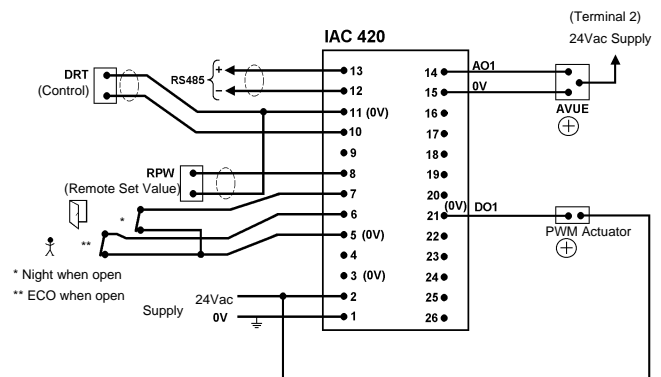 (Terminal 2)
24Vac Supply
IAC 420
DRT
(Control)
RS485
+
–
13
12
11 (0V)
10
9
8
7
6
5 (0V)
4
3 (0V)
2
1
14
15
16
17
18
19
20
(0V)
21
22
23
24
25
26
AO1
0V
AVUE
DO1
PWM Actuator
RPW
(Remote Set Value)
*
**
* Night when open
** ECO when open
Supply
24Vac
0V